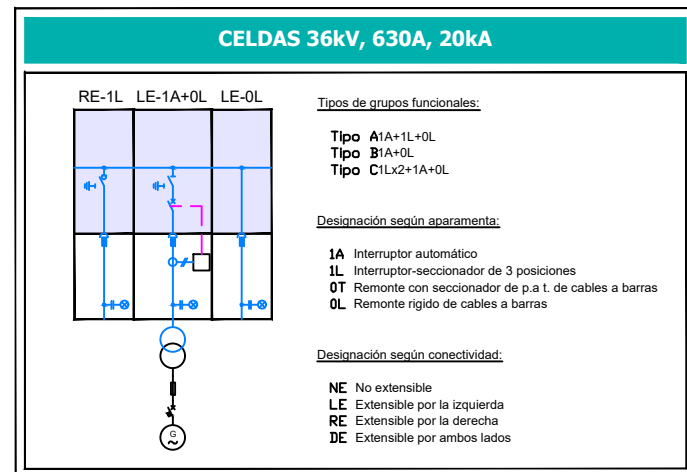 CELDAS 36kV, 630A, 20kA
RE-1L LE-1A+0L LE-0L
G
Tipos de grupos funcionales:
Tipo A1A+1L+0L
Tipo B1A+0L
Tipo C1Lx2+1A+0L
Designación según aparamenta:
1A Interruptor automático
1L Interruptor-seccionador de 3 posiciones
0T Remonte con seccionador de p.a t. de cables a barras
0L Remonte rigido de cables a barras
Designación según conectividad:
NE No extensible
LE Extensible por la izquierda
RE Extensible por la derecha
DE Extensible por ambos lados